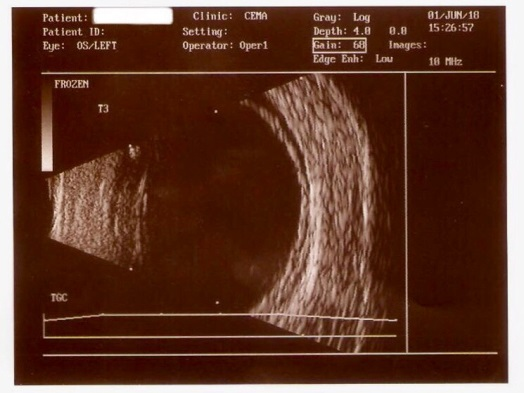 Patient: Clinic: CEMA Gray: Log 01/JUN/18
Patient ID: Setting: Depth: 4.0 0.0 15:26:57
Eye: OS/LEFT Operator: Oper1 Gain: 68 Images:
Edge Enh: Low 10 MHz
FROZEN
T3
TGC